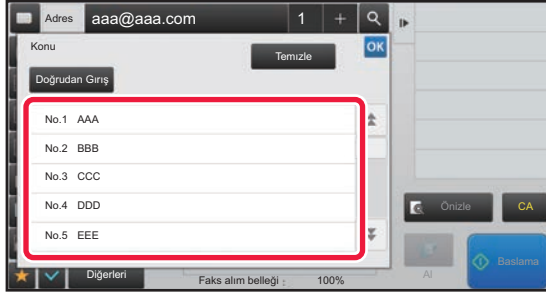 Adres aaa@aaa.com 1 +
Konu Temizle OK
Doğrudan Giriş
No.1 AAA
No.2 BBB
No.3 CCC
No.4 DDD
No.5 EEE
Önizle CA
Al Baslama
Diğerleri Faks alım belleği : 100%